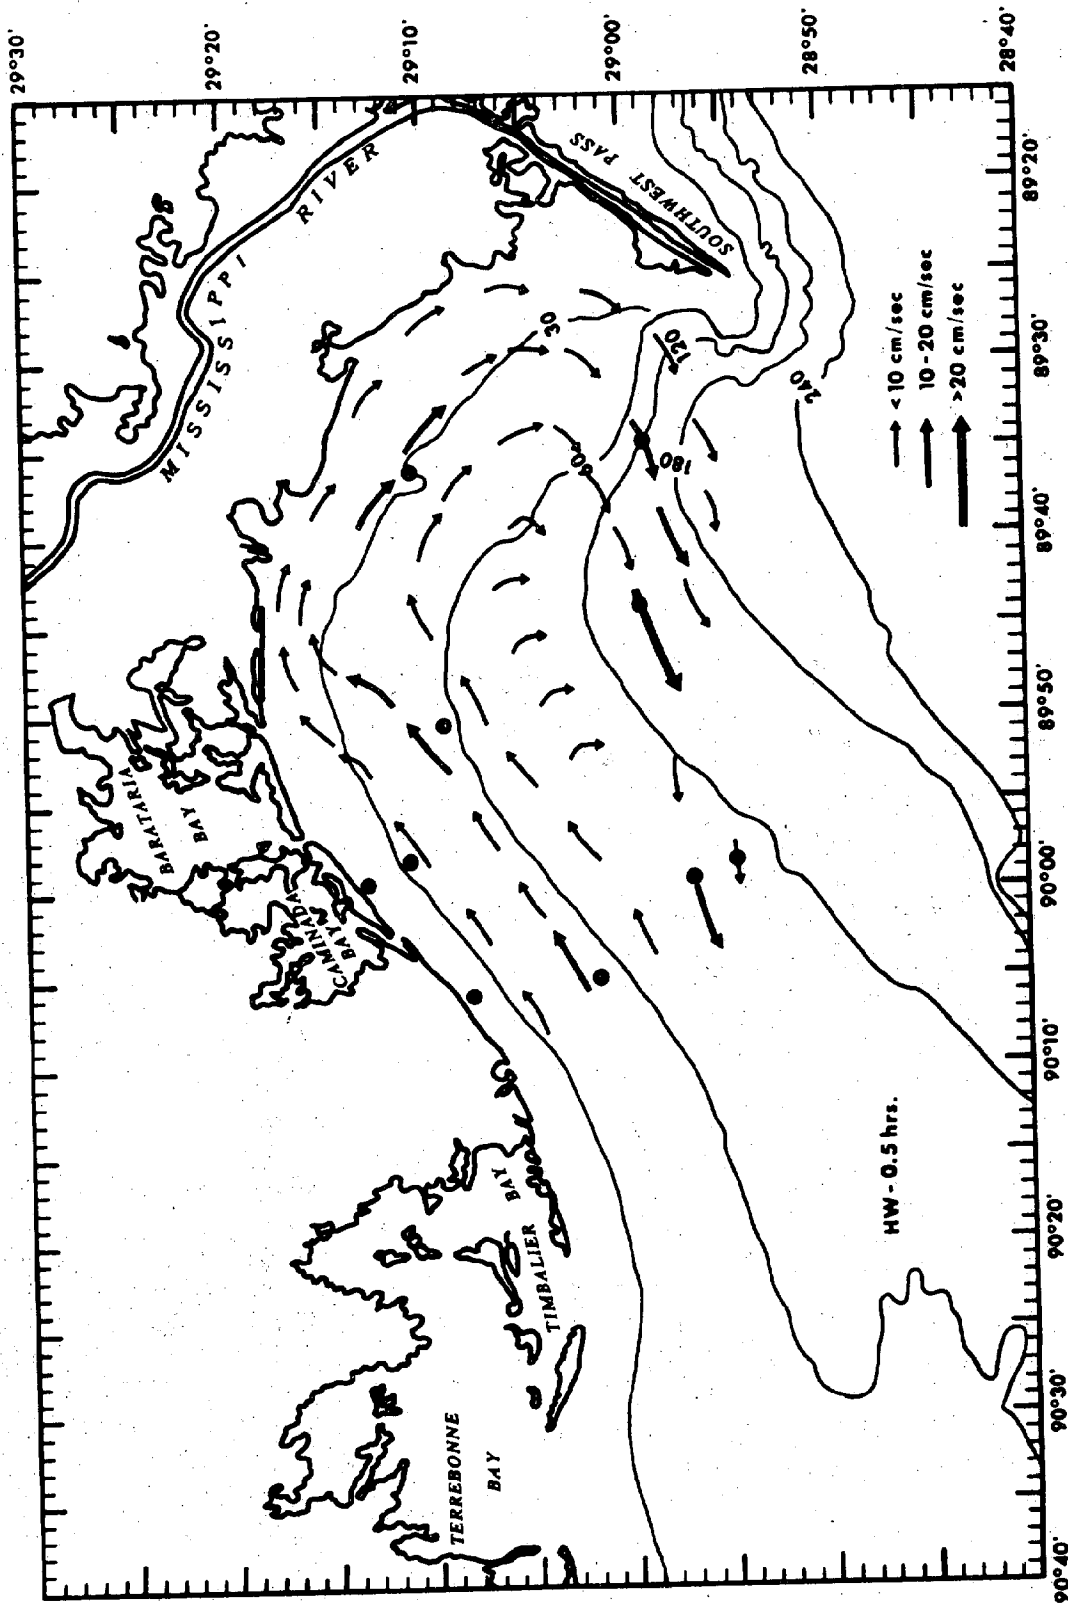 29°30'
29°20'
29°10'
29°00'
28°50'
28°40'
MISSISSIPPI
RIVER
SOUTHWEST PASS
BARATARIA
BAY
CAMINADA
BAY
TIMBALIER BAY
TERREBONNE
BAY
30
60
120
180
240
< 10 cm/sec
10 - 20 cm/sec
>20 cm/sec
HW - 0.5 hrs.
90°40'
90°30'
90°20'
90°10'
90°00'
89°50'
89°40'
89°30'
89°20'